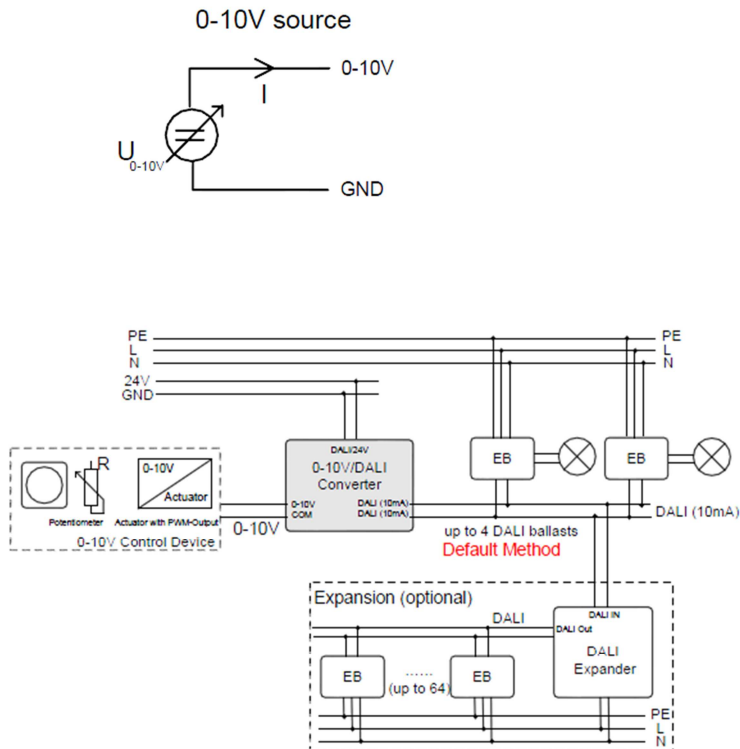 0-10V source
0-10V
I
U0-10V
GND
PE
L
N
PE
L
N
24V
GND
DALI/24V
0-10V/DALI
Converter
0-10V
COM
DALI (10mA)
DALI (10mA)
R
0-10V
Actuator
Potentiometer
Actuator with PWM-Output
0-10V Control Device
0-10V
EB
EB
DALI (10mA)
up to 4 DALI ballasts
Default Method
Expansion (optional)
DALI
DALI IN
DALI Out
DALI
Expander
EB
......
(up to 64)
EB
PE
L
N